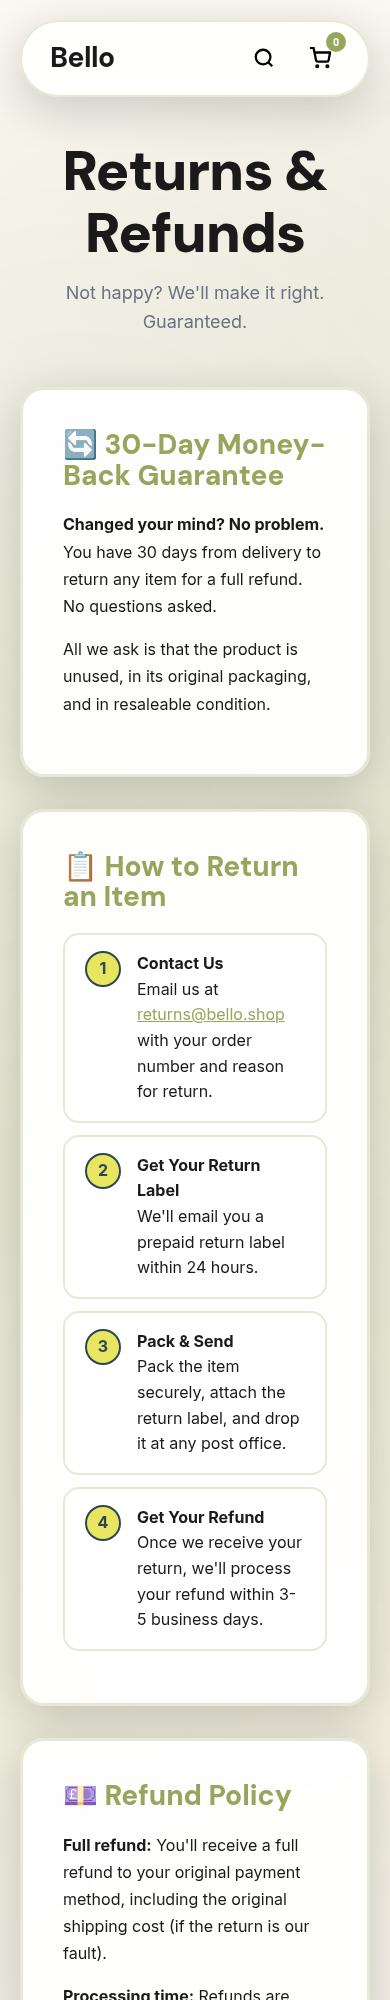 Bello
0
Returns &
Refunds
Not happy? We'll make it right.
Guaranteed.
🔄 30-Day Money-
Back Guarantee
Changed your mind? No problem.
You have 30 days from delivery to
return any item for a full refund.
No questions asked.
All we ask is that the product is
unused, in its original packaging,
and in resaleable condition.
📋 How to Return
an Item
1
Contact Us
Email us at
returns@bello.shop
with your order
number and reason
for return.
2
Get Your Return
Label
We'll email you a
prepaid return label
within 24 hours.
3
Pack & Send
Pack the item
securely, attach the
return label, and drop
it at any post office.
4
Get Your Refund
Once we receive your
return, we'll process
your refund within 3-
5 business days.
💷 Refund Policy
Full refund: You'll receive a full
refund to your original payment
method, including the original
shipping cost (if the return is our
fault).
Processing time: Refunds are